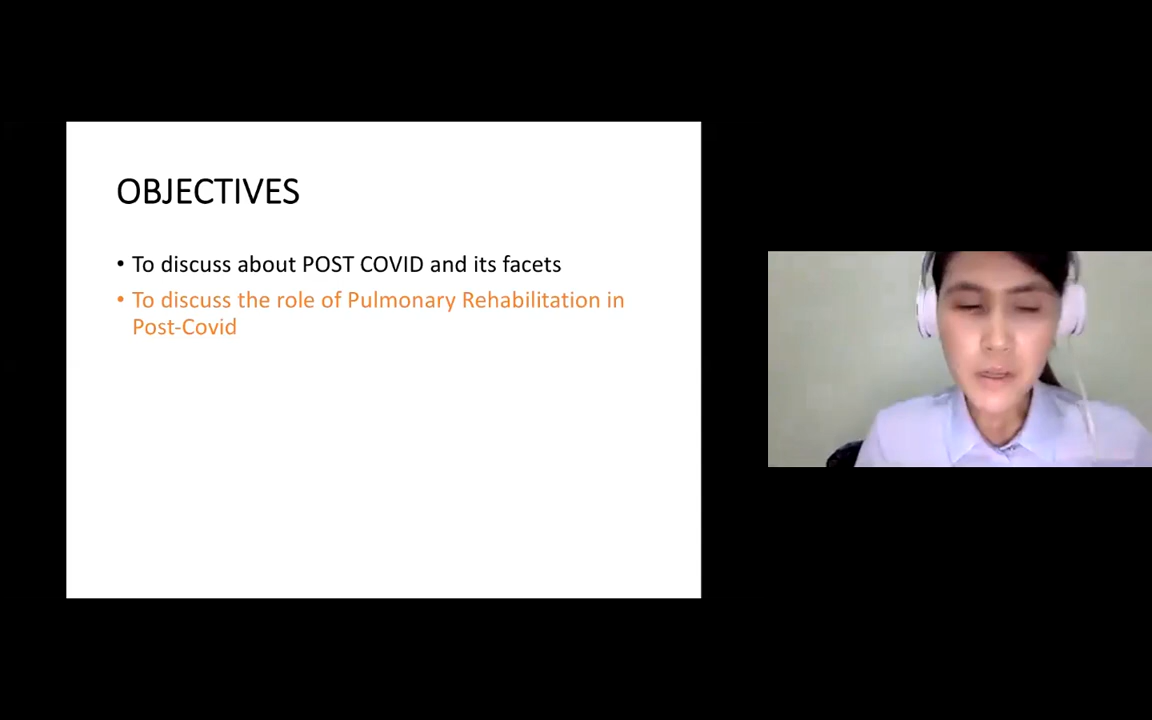 OBJECTIVES
• To discuss about POST COVID and its facets
• To discuss the role of Pulmonary Rehabilitation in
Post-Covid